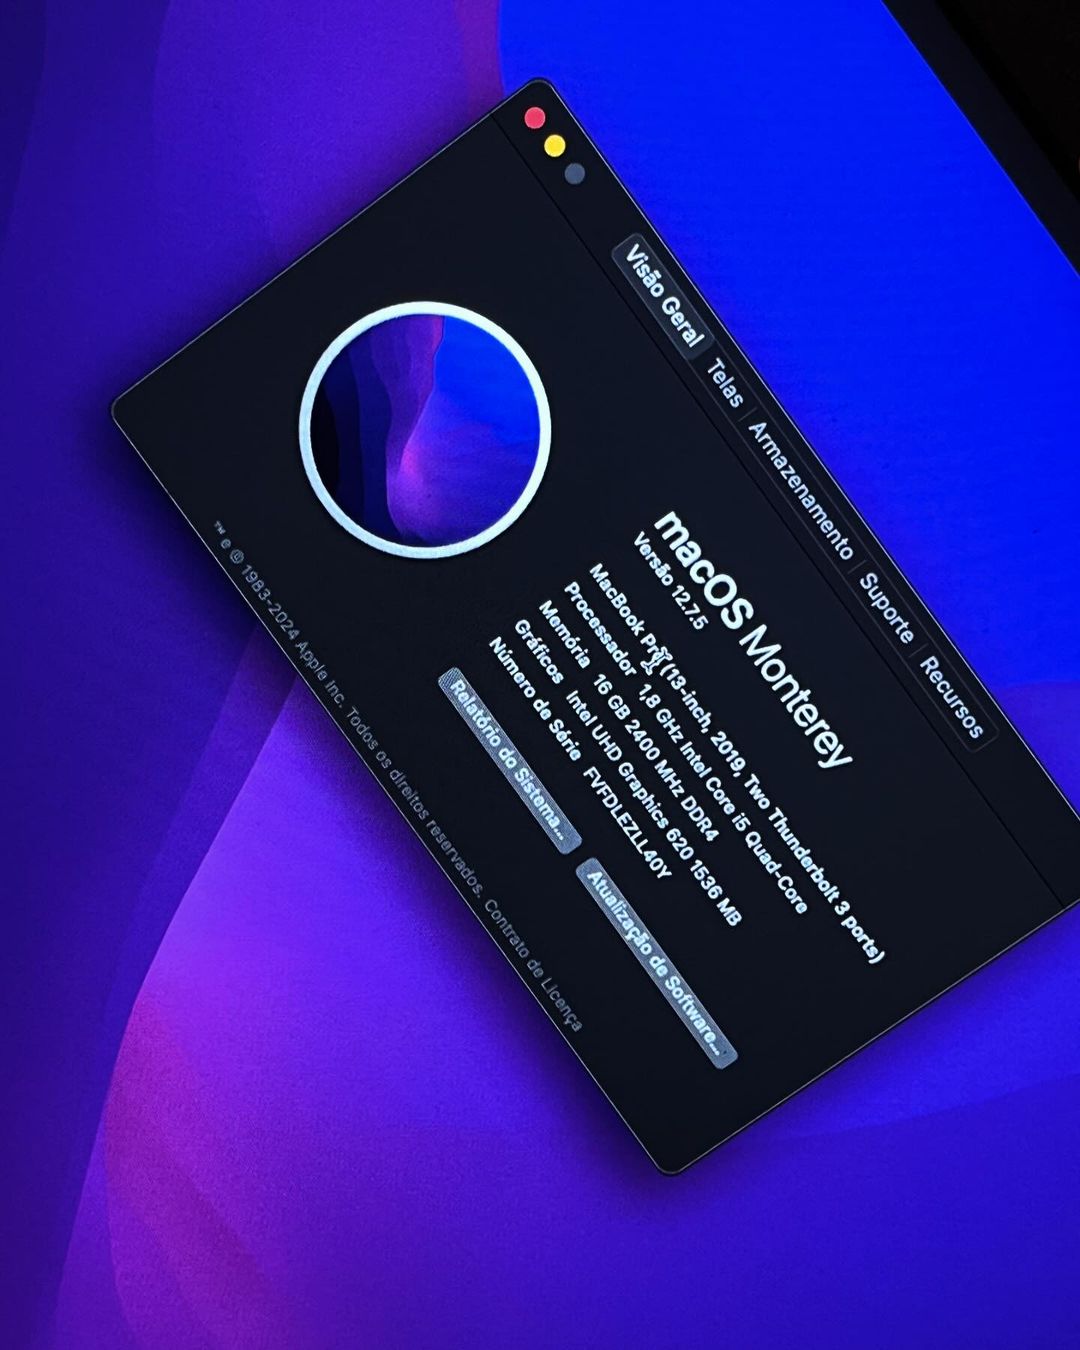 Visão Geral Telas Armazenamento Suporte Recursos
macOS Monterey
Versão 12.7.5
MacBook Pro (13-inch, 2019, Two Thunderbolt 3 ports)
Processador 1,8 GHz Intel Core i5 Quad-Core
Memória 16 GB 2400 MHz DDR4
Gráficos Intel UHD Graphics 620 1536 MB
Número de Série FVFDLEZLL40Y
Relatório do Sistema... Atualização de Software...
™ e © 1983-2024 Apple Inc. Todos os direitos reservados. Contrato de Licença